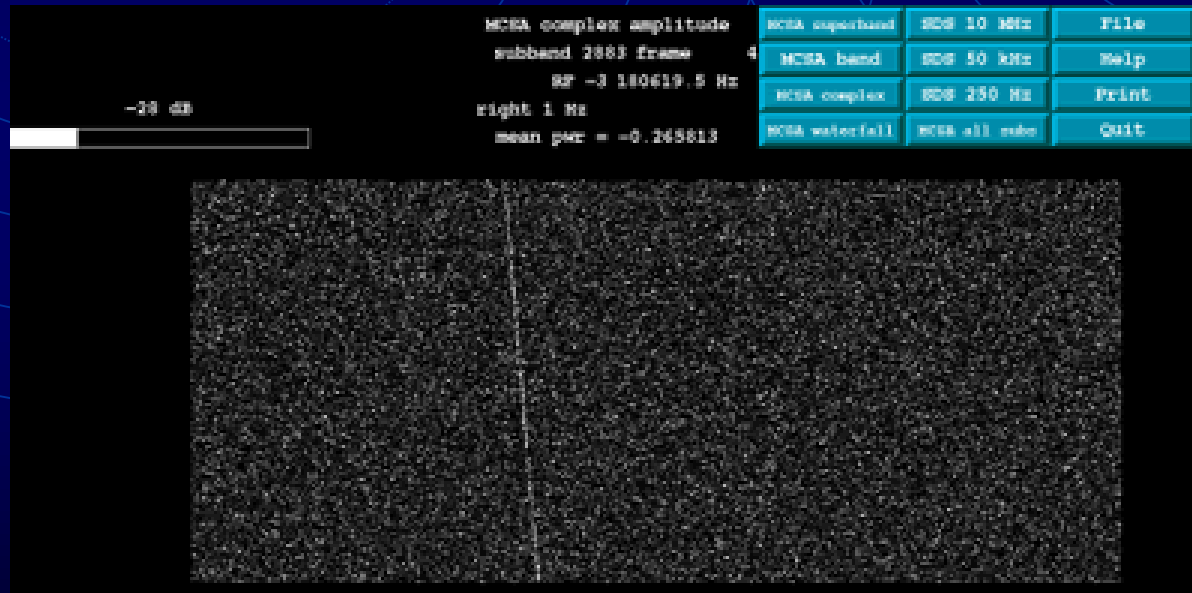 MCSA complex amplitude
subband 2883 frame 4
RF -3 180619.5 Hz
right 1 Hz
mean pwr = -0.265813
-28 dB
MCSA superband
SDS 10 kHz
File
MCSA band
SDS 50 kHz
Help
MCSA complex
SDS 250 Hz
Print
MCSA waterfall
MCSA all subs
Quit